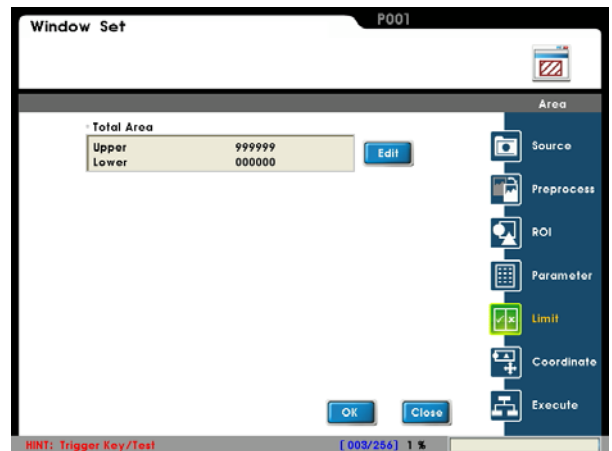 Window Set
P001
Area
Total Area
Upper 999999
Lower 000000
Edit
Source
Preprocess
ROI
Parameter
Limit
Coordinate
Execute
OK Close
HINT: Trigger Key/Test [003/256] 1 %